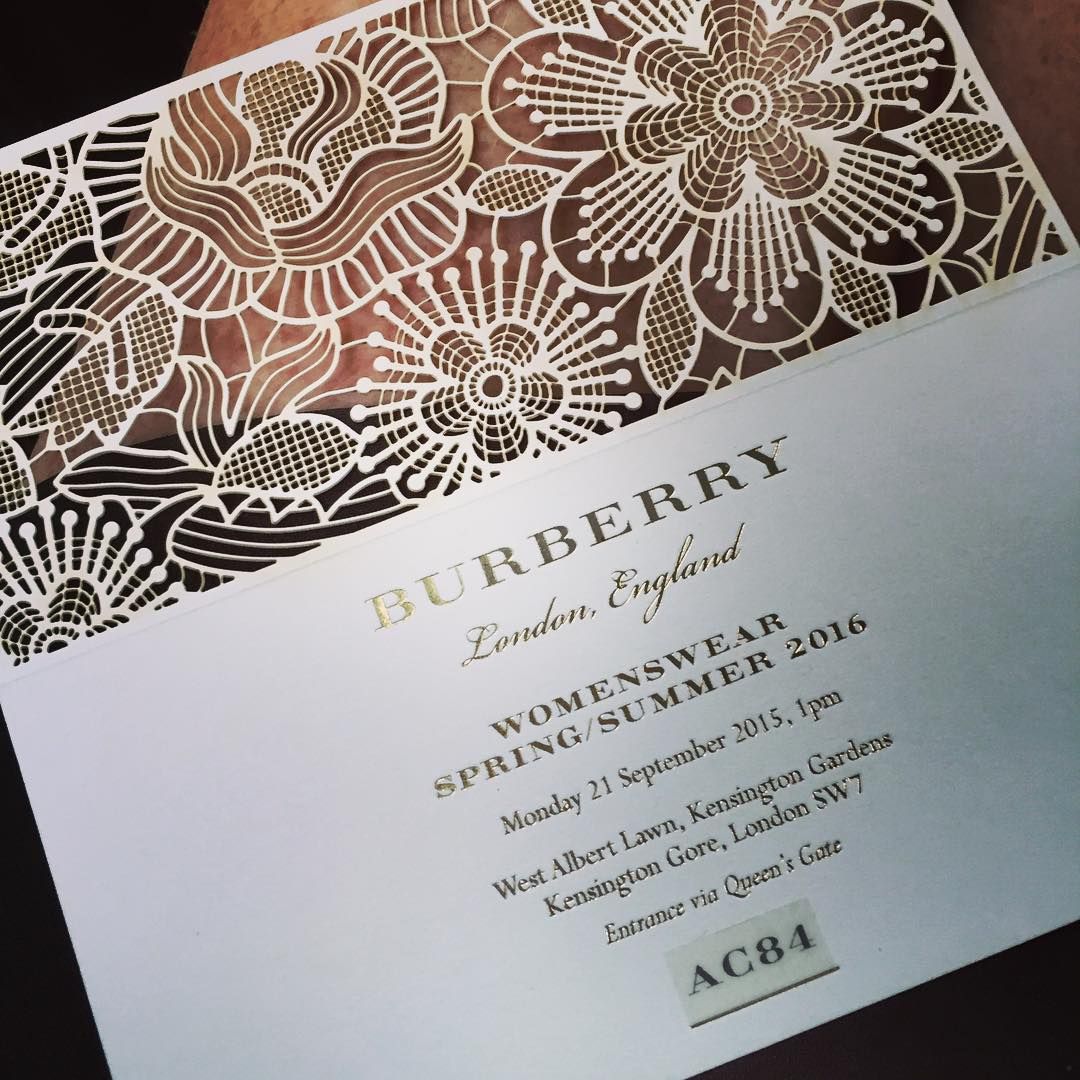 BURBERRY
London, England
WOMENSWEAR
SPRING/SUMMER 2016
Monday 21 September 2015, 1pm
West Albert Lawn, Kensington Gardens
Kensington Gore, London SW7
Entrance via Queen's Gate
AC84